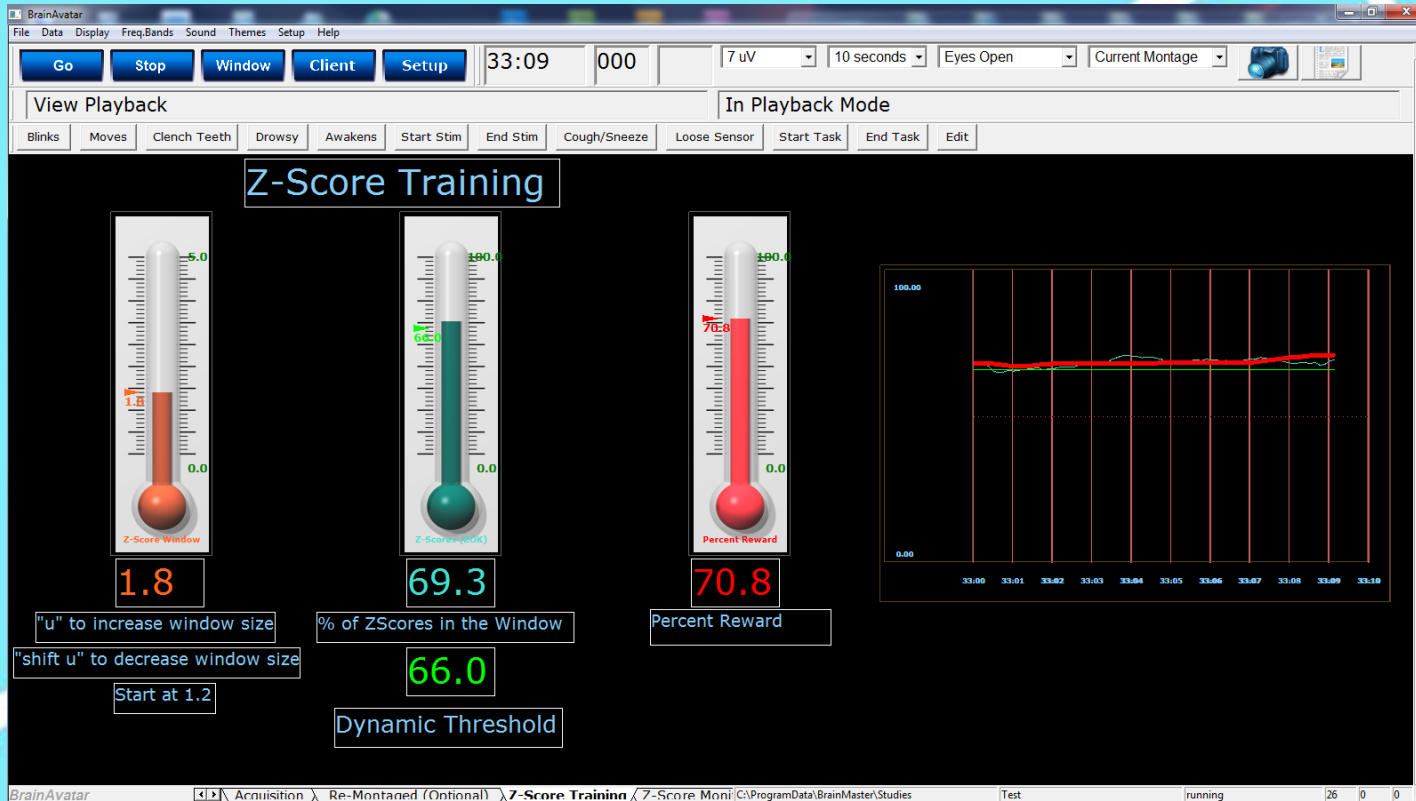 BrainAvatar
File Data Display Freq.Bands Sound Themes Setup Help
Go Stop Window Client Setup 33:09 000 7 uV 10 seconds Eyes Open Current Montage
View Playback In Playback Mode
Blinks Moves Clench Teeth Drowsy Awakens Start Stim End Stim Cough/Sneeze Loose Sensor Start Task End Task Edit
Z-Score Training
5.0 100.0 100.0
100.00
70.8
66.0
1.8
0.0 0.0 0.0
Z-Score Window Z-Scores (ZOK) Percent Reward
0.00
33:00 33:01 33:02 33:03 33:04 33:05 33:06 33:07 33:08 33:09 33:10
1.8 69.3 70.8
"u" to increase window size % of ZScores in the Window Percent Reward
"shift u" to decrease window size 66.0
Start at 1.2
Dynamic Threshold
BrainAvatar Acquisition Re-Montaged (Optional) Z-Score Training Z-Score Moni C:\ProgramData\BrainMaster\Studies Test running 26 0 0